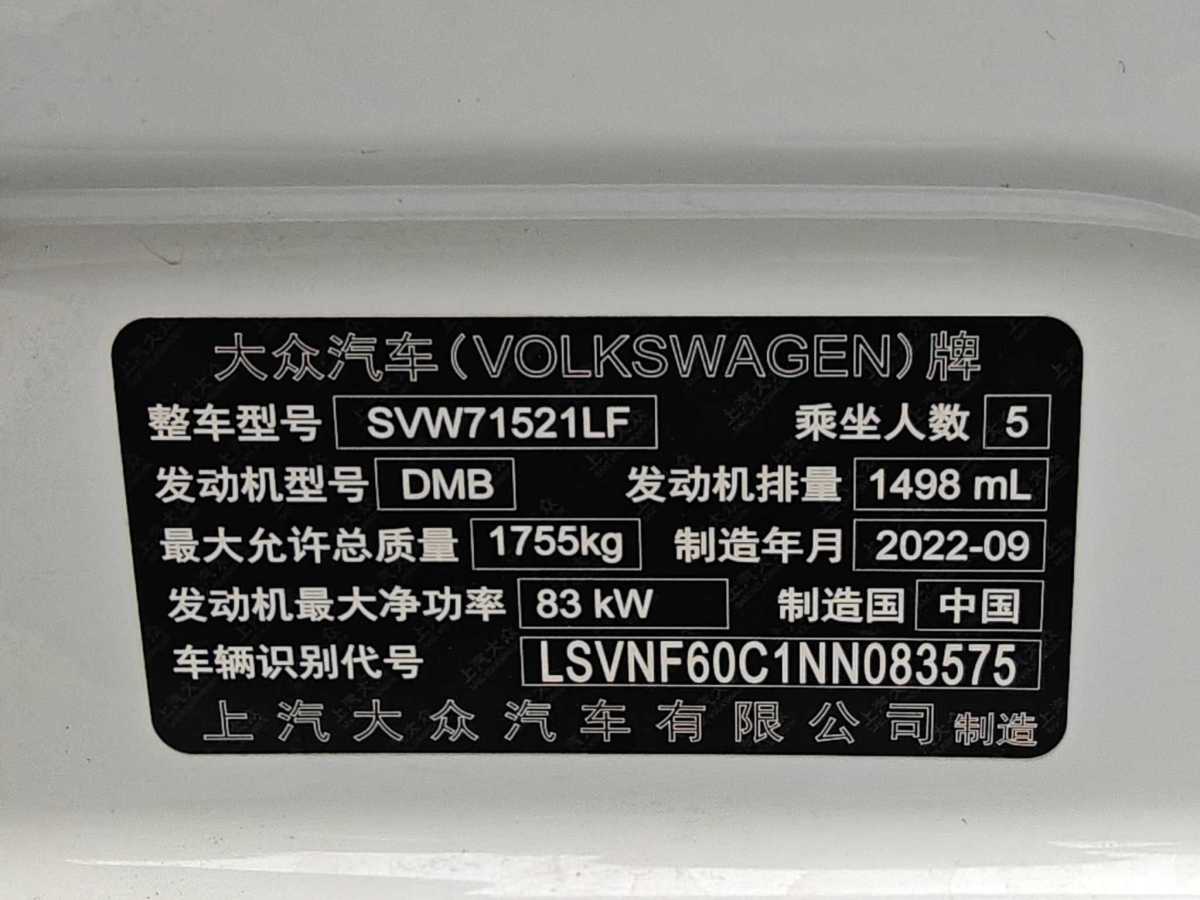 大众汽车(VOLKSWAGEN)牌
整车型号 SVW71521LF 乘坐人数 5
发动机型号 DMB 发动机排量 1498 mL
最大允许总质量 1755kg 制造年月 2022-09
发动机最大净功率 83 kW 制造国 中国
车辆识别代号 LSVNF60C1NN083575
上汽大众汽车有限公司 制造